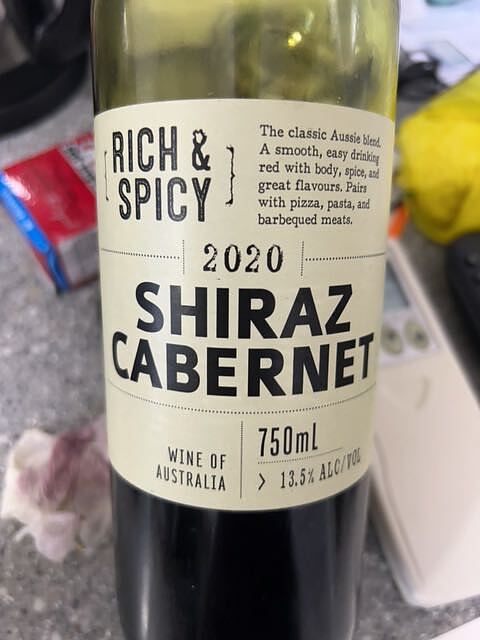 [RICH &
SPICY]
The classic Aussie blend.
A smooth, easy drinking
red with body, spice, and
great flavours. Pairs
with pizza, pasta, and
barbequed meats.
2020
SHIRAZ
CABERNET
WINE OF
AUSTRALIA
750mL
> 13.5% ALC/VOL